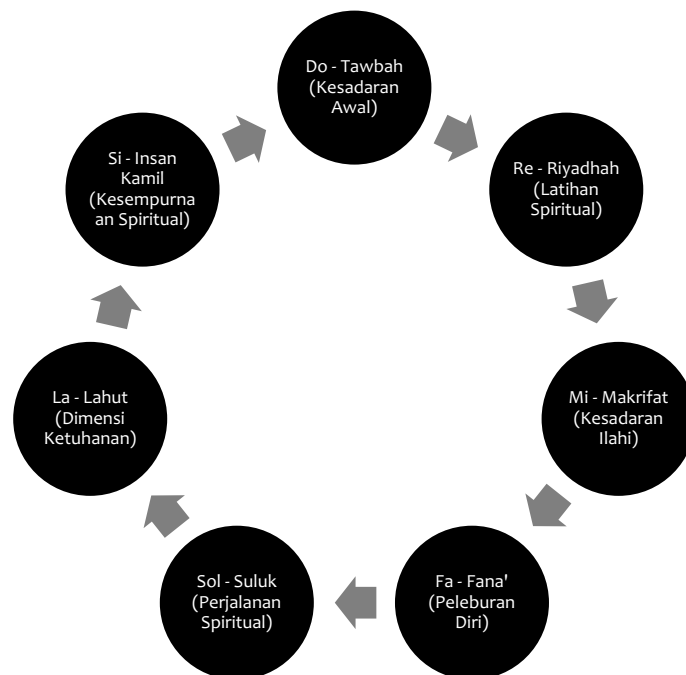 Do - Tawbah
(Kesadaran
Awal)
Re - Riyadhah
(Latihan
Spiritual)
Mi - Makrifat
(Kesadaran
Ilahi)
Fa - Fana'
(Peleburan
Diri)
Sol - Suluk
(Perjalanan
Spiritual)
La - Lahut
(Dimensi
Ketuhanan)
Si - Insan
Kamil
(Kesempurna
an Spiritual)